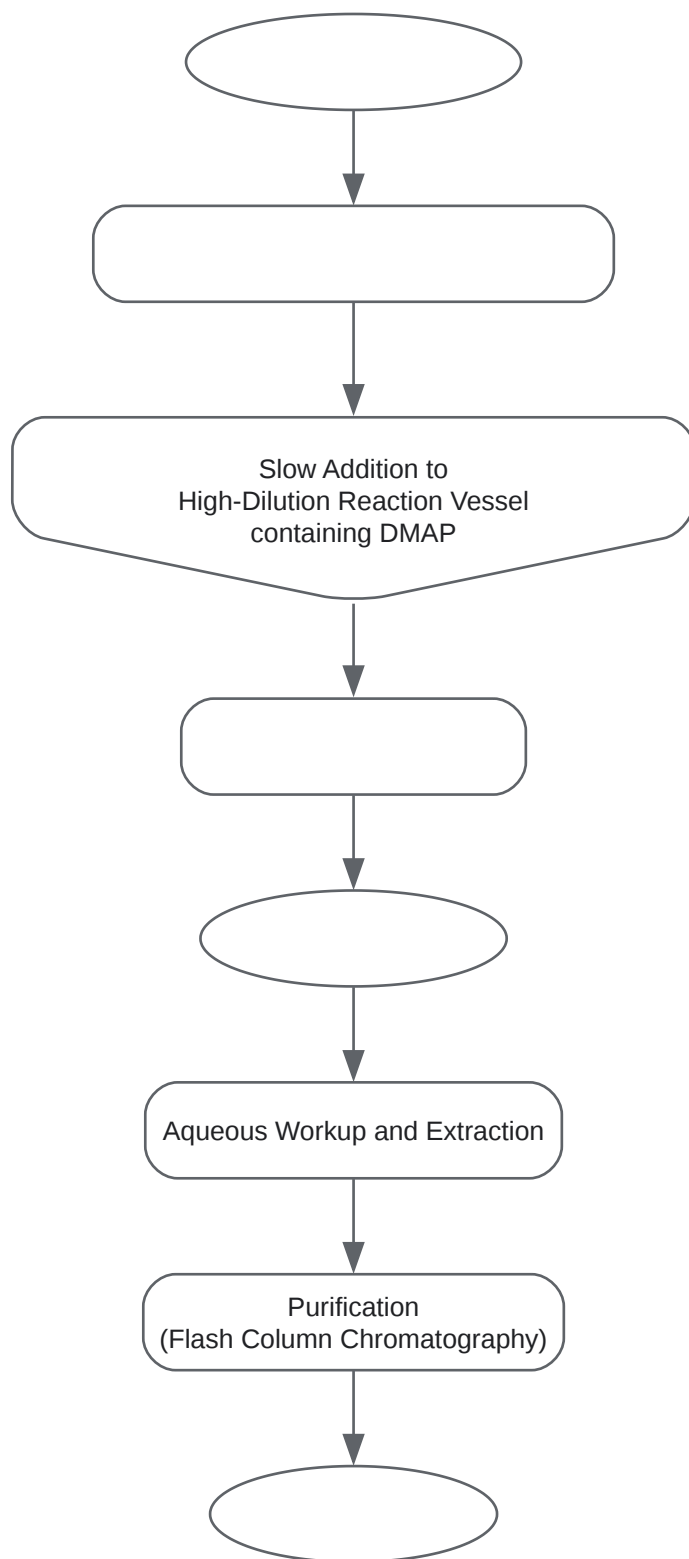 Slow Addition to
High-Dilution Reaction Vessel
containing DMAP
Aqueous Workup and Extraction
Purification
(Flash Column Chromatography)